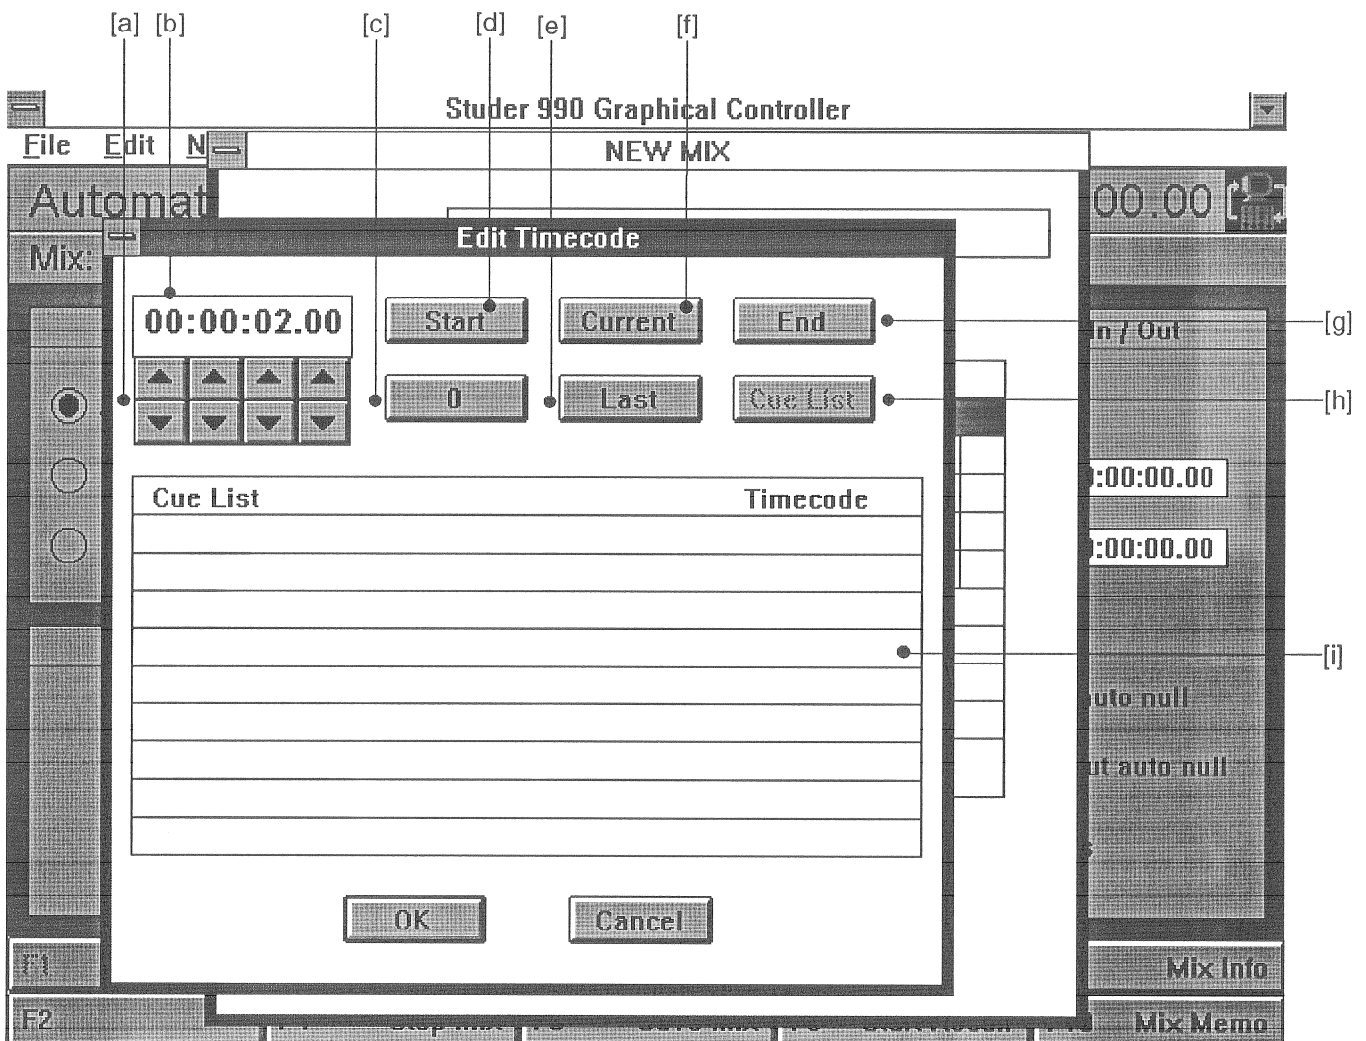 [a] [b] [c] [d] [e] [f]
Studer 990 Graphical Controller
File Edit N
NEW MIX
Automat
00.00
Edit Timecode
Mix:
00:00:02.00
Start
Current
End
[g]
n / Out
0
Last
Cue List
[h]
:00:00.00
Cue List Timecode
:00:00.00
[i]
uto null
ut auto null
OK
Cancel
Mix Info
F2
Mix Memo